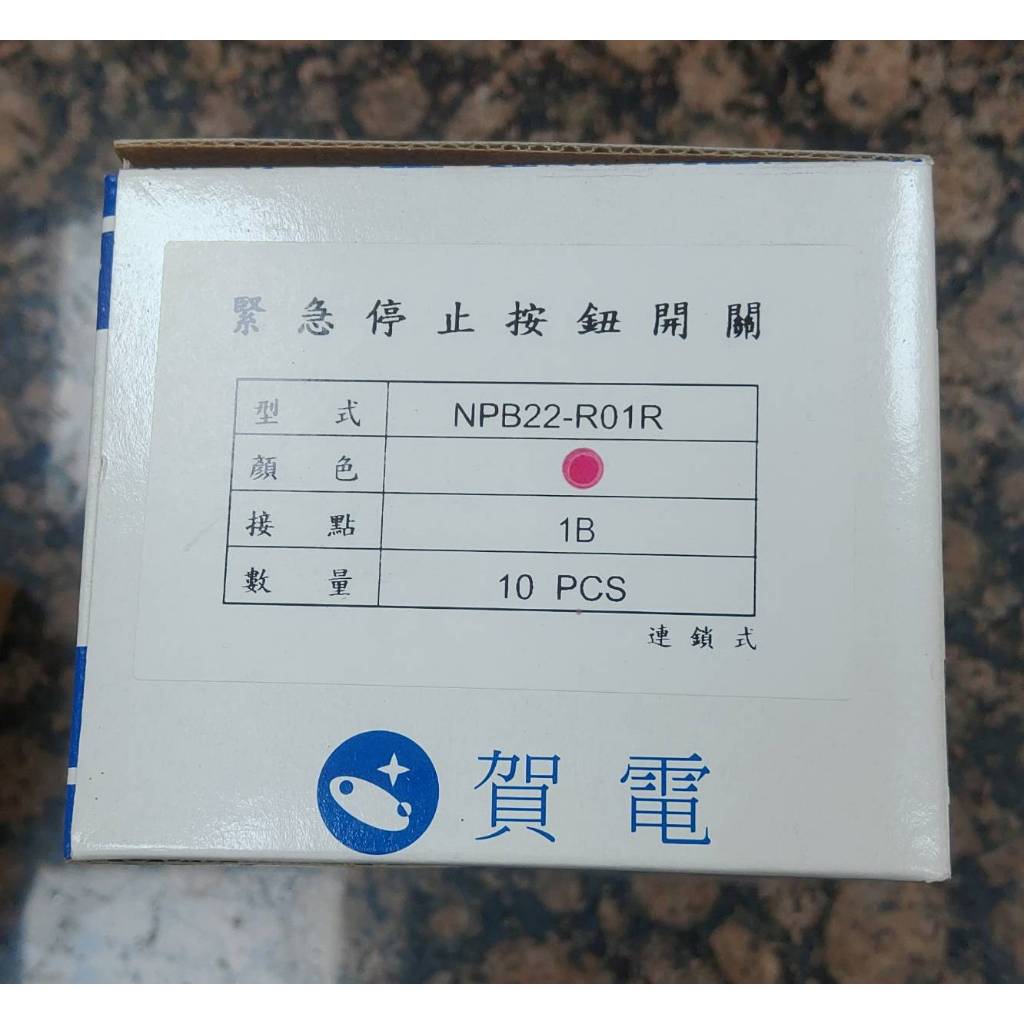 緊急停止按鈕開關
型式 NPB22-R01R
顏色
接點 1B
數量 10 PCS
連鎖式
賀電